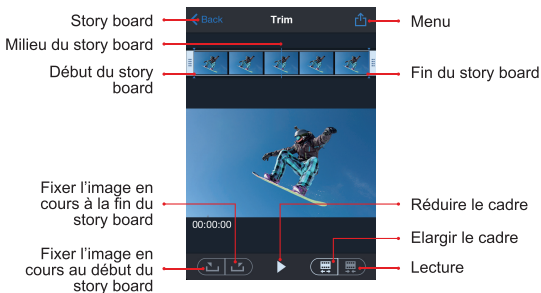 Story board
Back
Trim
Menu
Milieu du story board
Début du story
board
Fin du story board
Fixer l'image en
cours à la fin du
story board
Réduire le cadre
00:00:00
Elargir le cadre
Fixer l'image en
cours au début du
story board
Lecture